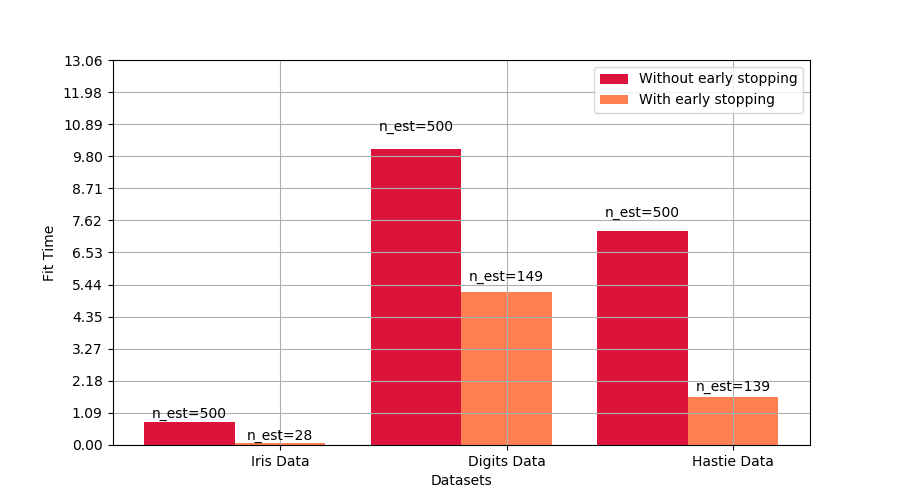 13.06
11.98
10.89
9.80
8.71
7.62
6.53
5.44
4.35
3.27
2.18
1.09
0.00
Fit Time
Without early stopping
With early stopping
n_est=500
n_est=28
n_est=500
n_est=149
n_est=500
n_est=139
Iris Data
Digits Data
Hastie Data
Datasets